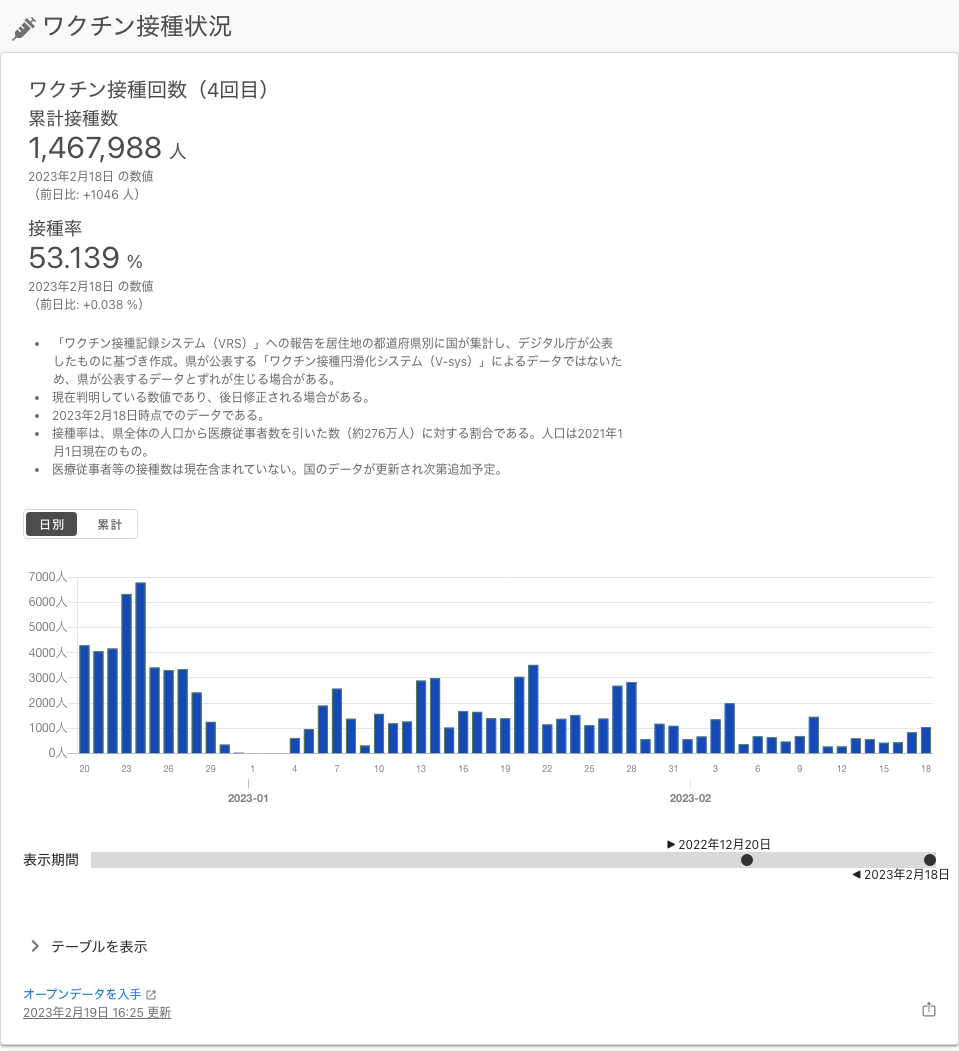 ワクチン接種状況
ワクチン接種回数（4回目）
累計接種数
1,467,988 人
2023年2月18日 の数値
（前日比: +1046 人）
接種率
53.139 %
2023年2月18日 の数値
（前日比: +0.038 %）
「ワクチン接種記録システム（VRS）」への報告を居住地の都道府県別に国が集計し、デジタル庁が公表
したものに基づき作成。県が公表する「ワクチン接種円滑化システム（V-sys）」によるデータではないた
め、県が公表するデータとずれが生じる場合がある。
現在判明している数値であり、後日修正される場合がある。
2023年2月18日時点でのデータである。
接種率は、県全体の人口から医療従事者数を引いた数（約276万人）に対する割合である。人口は2021年1
月1日現在のもの。
医療従事者等の接種数は現在含まれていない。国のデータが更新され次第追加予定。
日別 累計
7000人
6000人
5000人
4000人
3000人
2000人
1000人
0人
20 23 26 29 1 4 7 10 13 16 19 22 25 28 31 3 6 9 12 15 18
2023-01 2023-02
▶ 2022年12月20日
表示期間
◀ 2023年2月18日
テーブルを表示
オープンデータを入手
2023年2月19日 16:25 更新